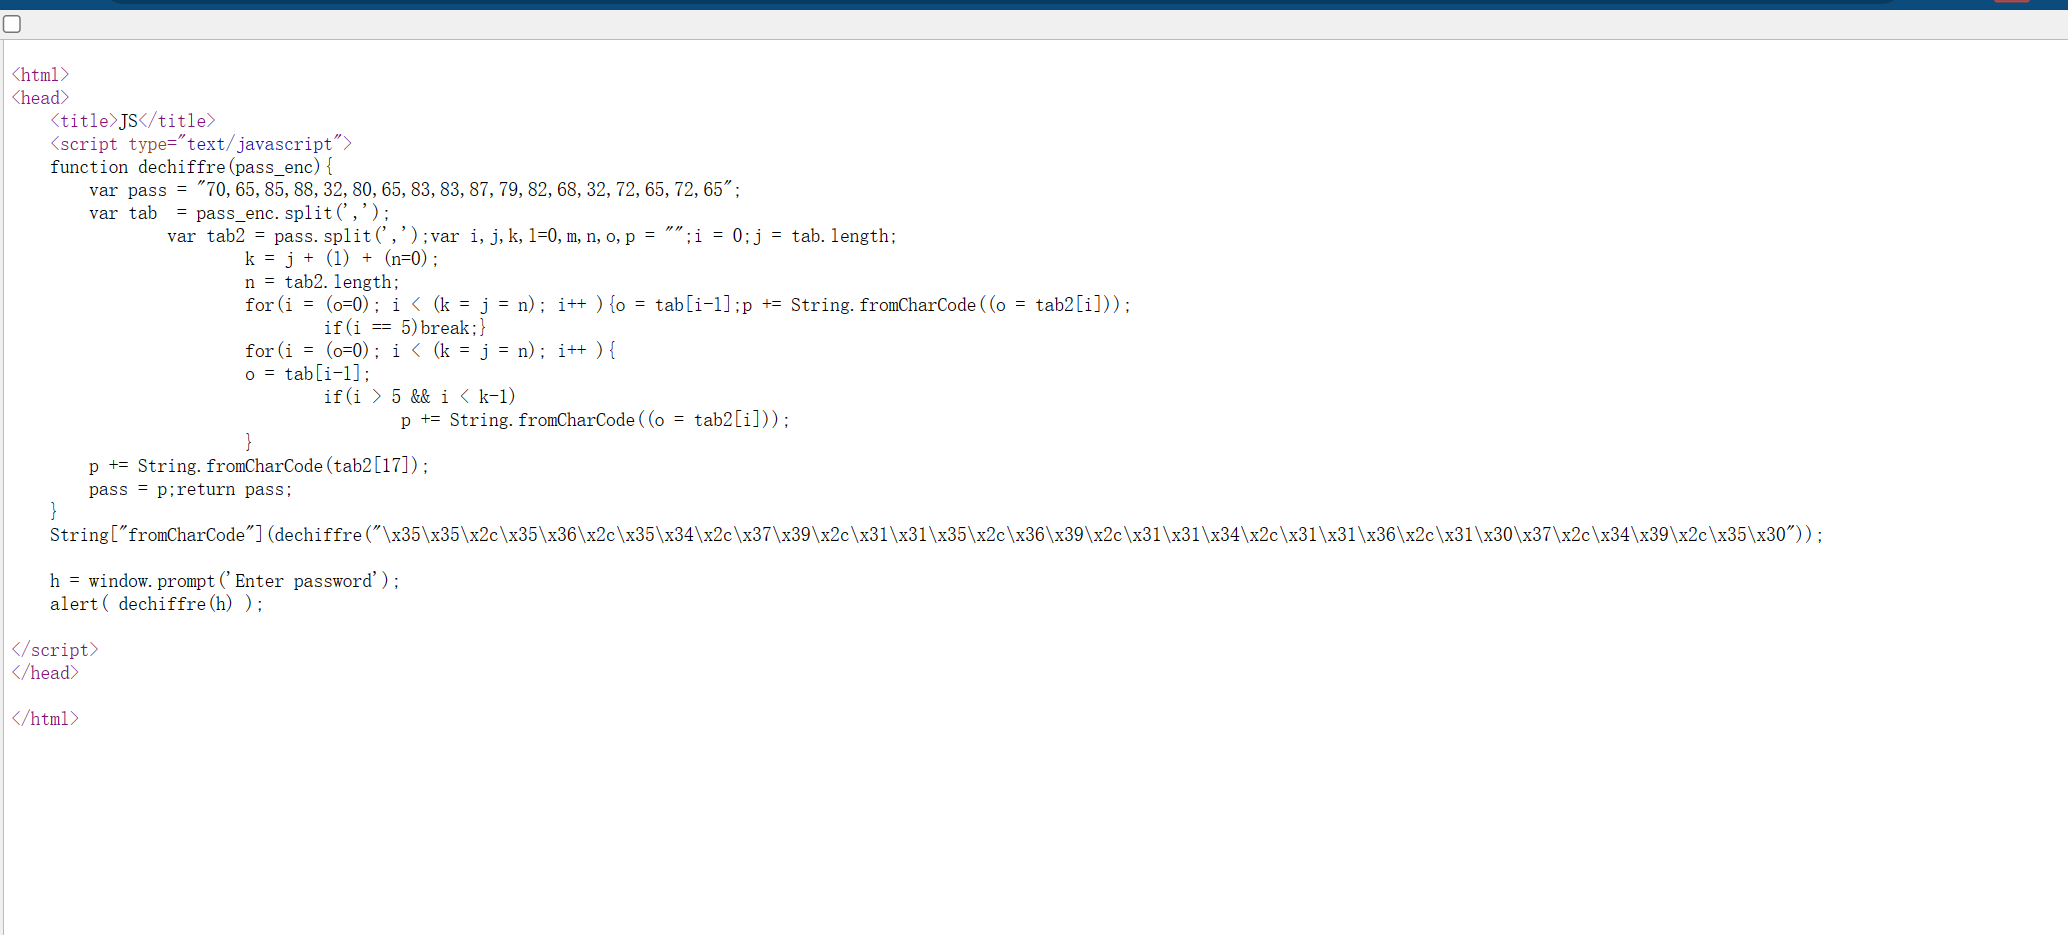 <html>
<head>
<title>JS</title>
<script type="text/javascript">
function dechiffre(pass_enc){
var pass = "70,65,85,88,32,80,65,83,83,87,79,82,68,32,72,65,72,65";
var tab  = pass_enc.split(',');
var tab2 = pass.split(',');var i,j,k,l=0,m,n,o,p = "";i = 0;j = tab.length;
k = j + (l) + (n=0);
n = tab2.length;
for(i = (o=0); i < (k = j = n); i++ ){o = tab[i-l];p += String.fromCharCode((o = tab2[i]));
if(i == 5)break;}
for(i = (o=0); i < (k = j = n); i++ ){
o = tab[i-l];
if(i > 5 && i < k-1)
p += String.fromCharCode((o = tab2[i]));
}
p += String.fromCharCode(tab2[17]);
pass = p;return pass;
}
String["fromCharCode"](dechiffre("\x35\x35\x2c\x35\x36\x2c\x35\x34\x2c\x37\x39\x2c\x31\x31\x35\x2c\x36\x39\x2c\x31\x31\x34\x2c\x31\x31\x36\x2c\x31\x30\x37\x2c\x34\x39\x2c\x35\x30"));
h = window.prompt('Enter password');
alert( dechiffre(h) );
</script>
</head>
</html>